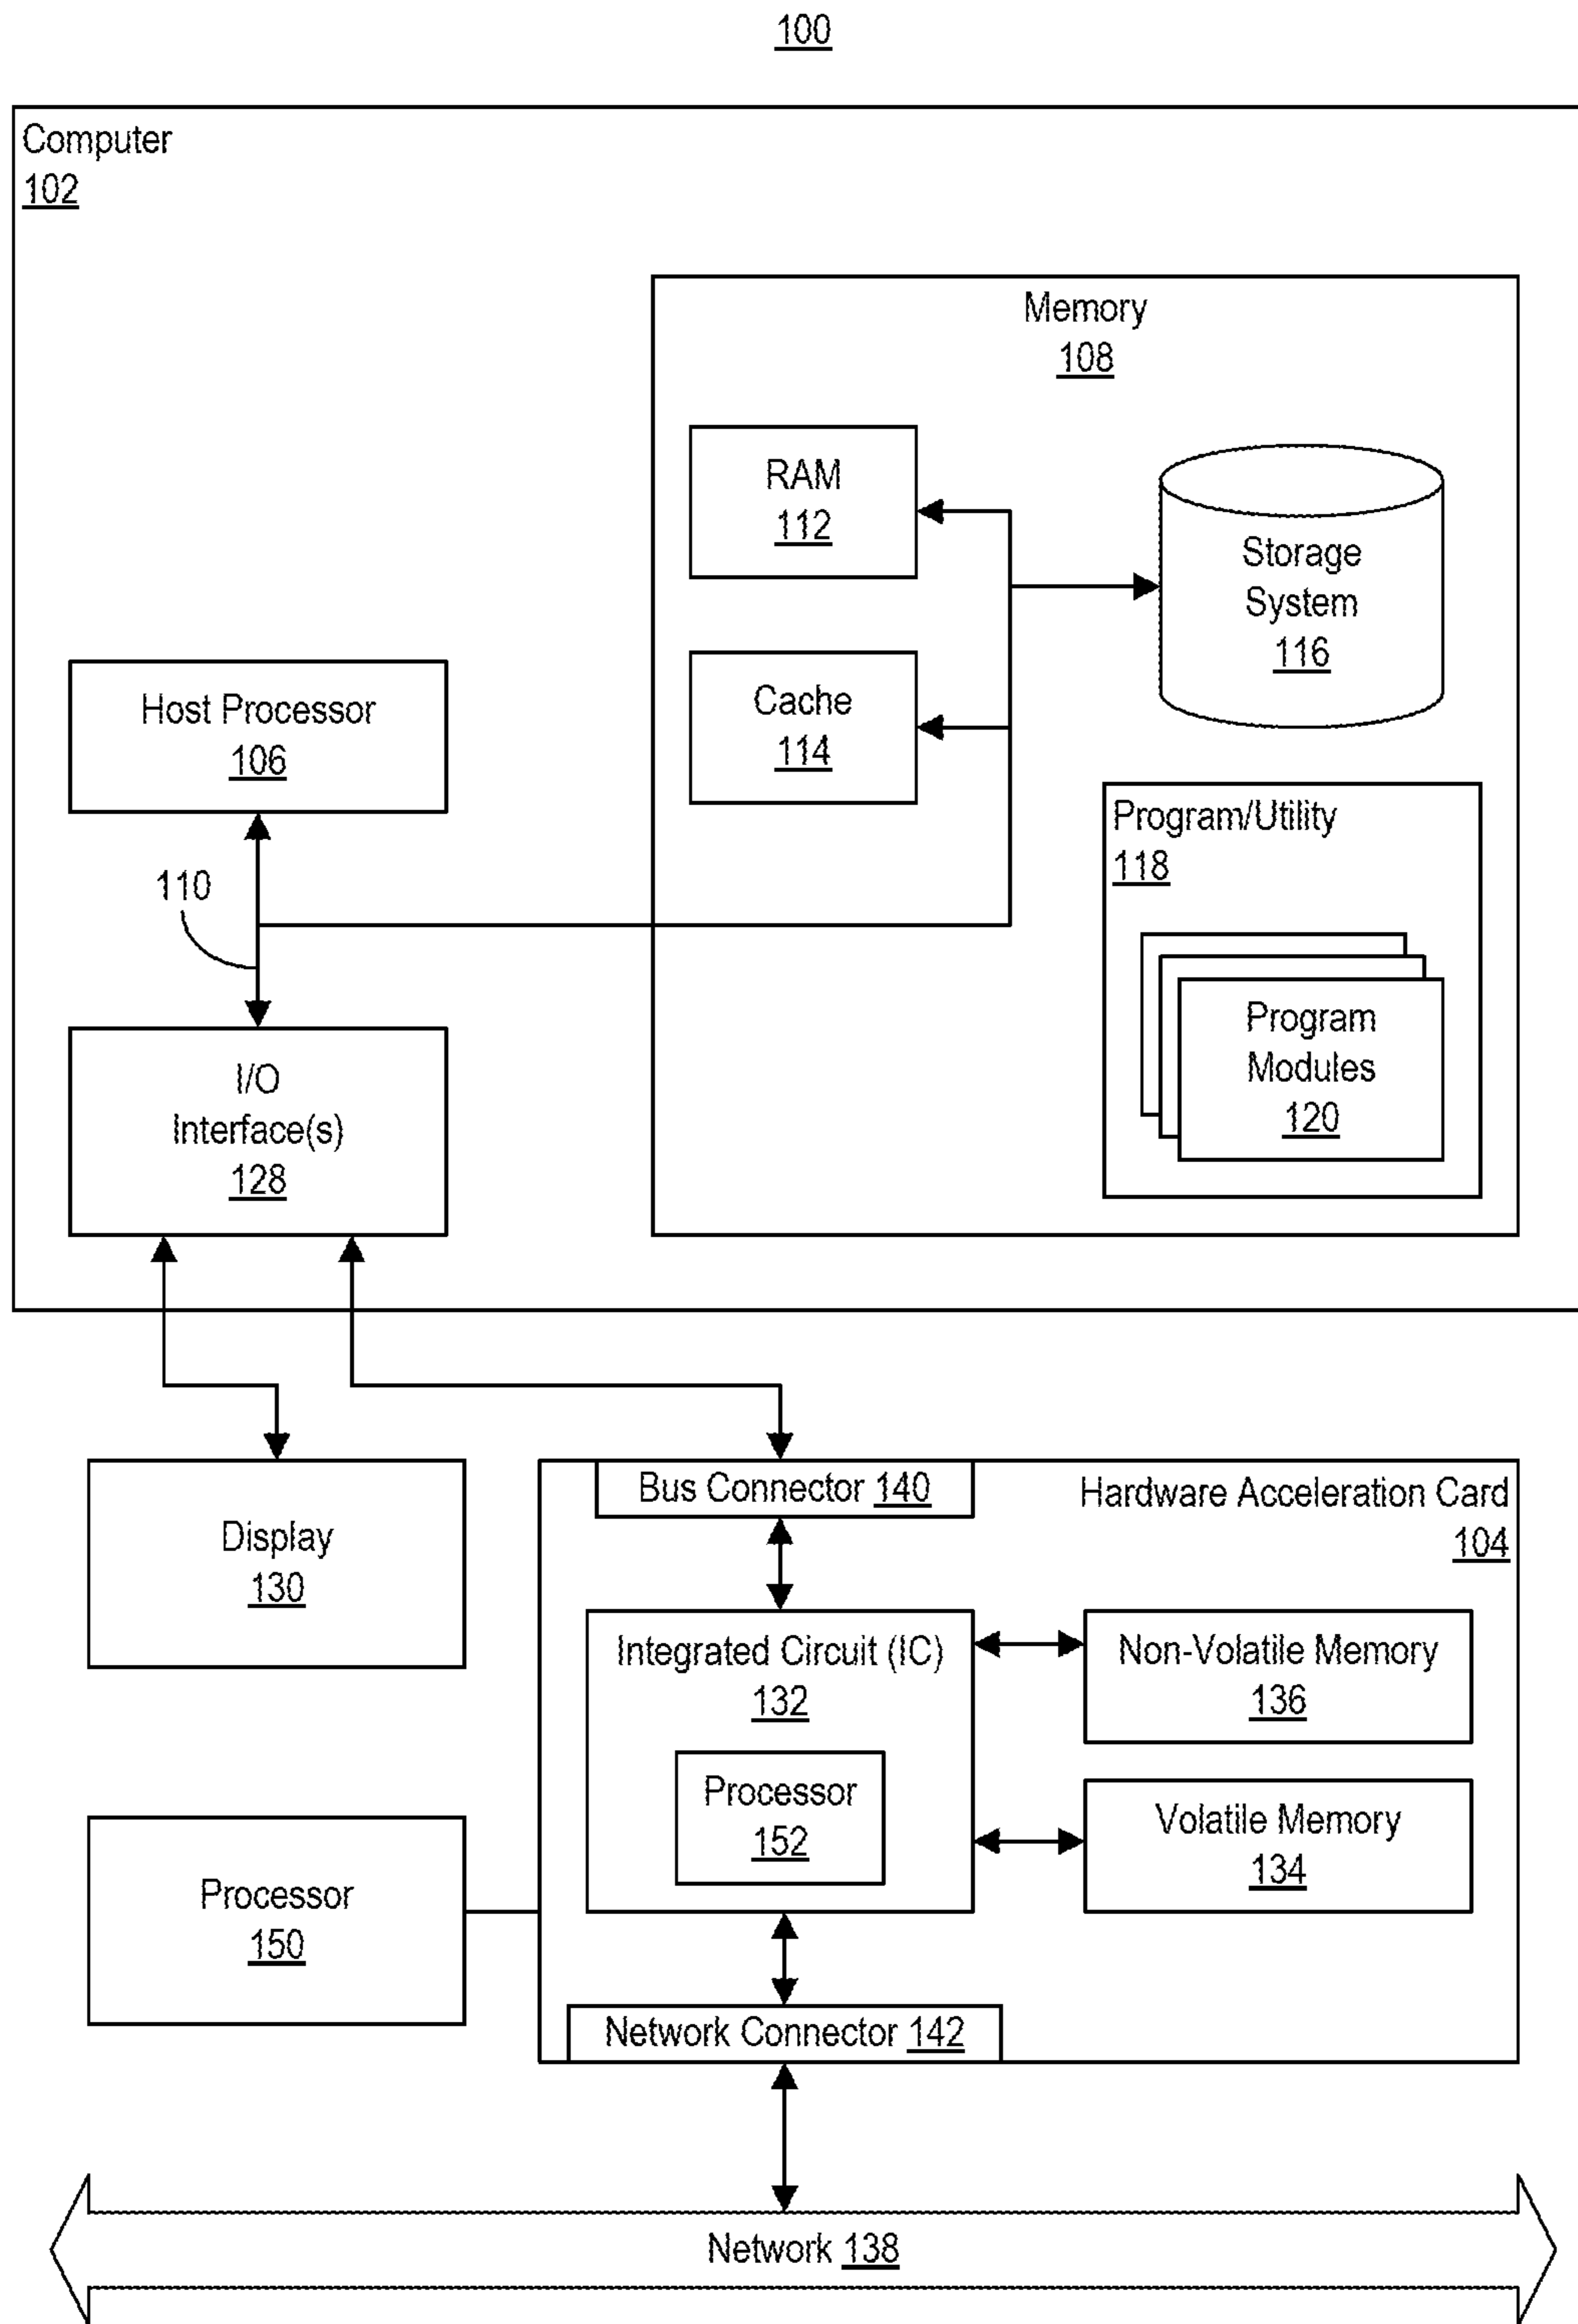 100
Computer
102
Memory
108
RAM
112
Storage
System
116
Cache
114
Host Processor
106
Program/Utility
118
110
Program
Modules
120
I/O
Interface(s)
128
Bus Connector 140
Hardware Acceleration Card
104
Display
130
Integrated Circuit (IC)
132
Non-Volatile Memory
136
Processor
152
Volatile Memory
134
Processor
150
Network Connector 142
Network 138